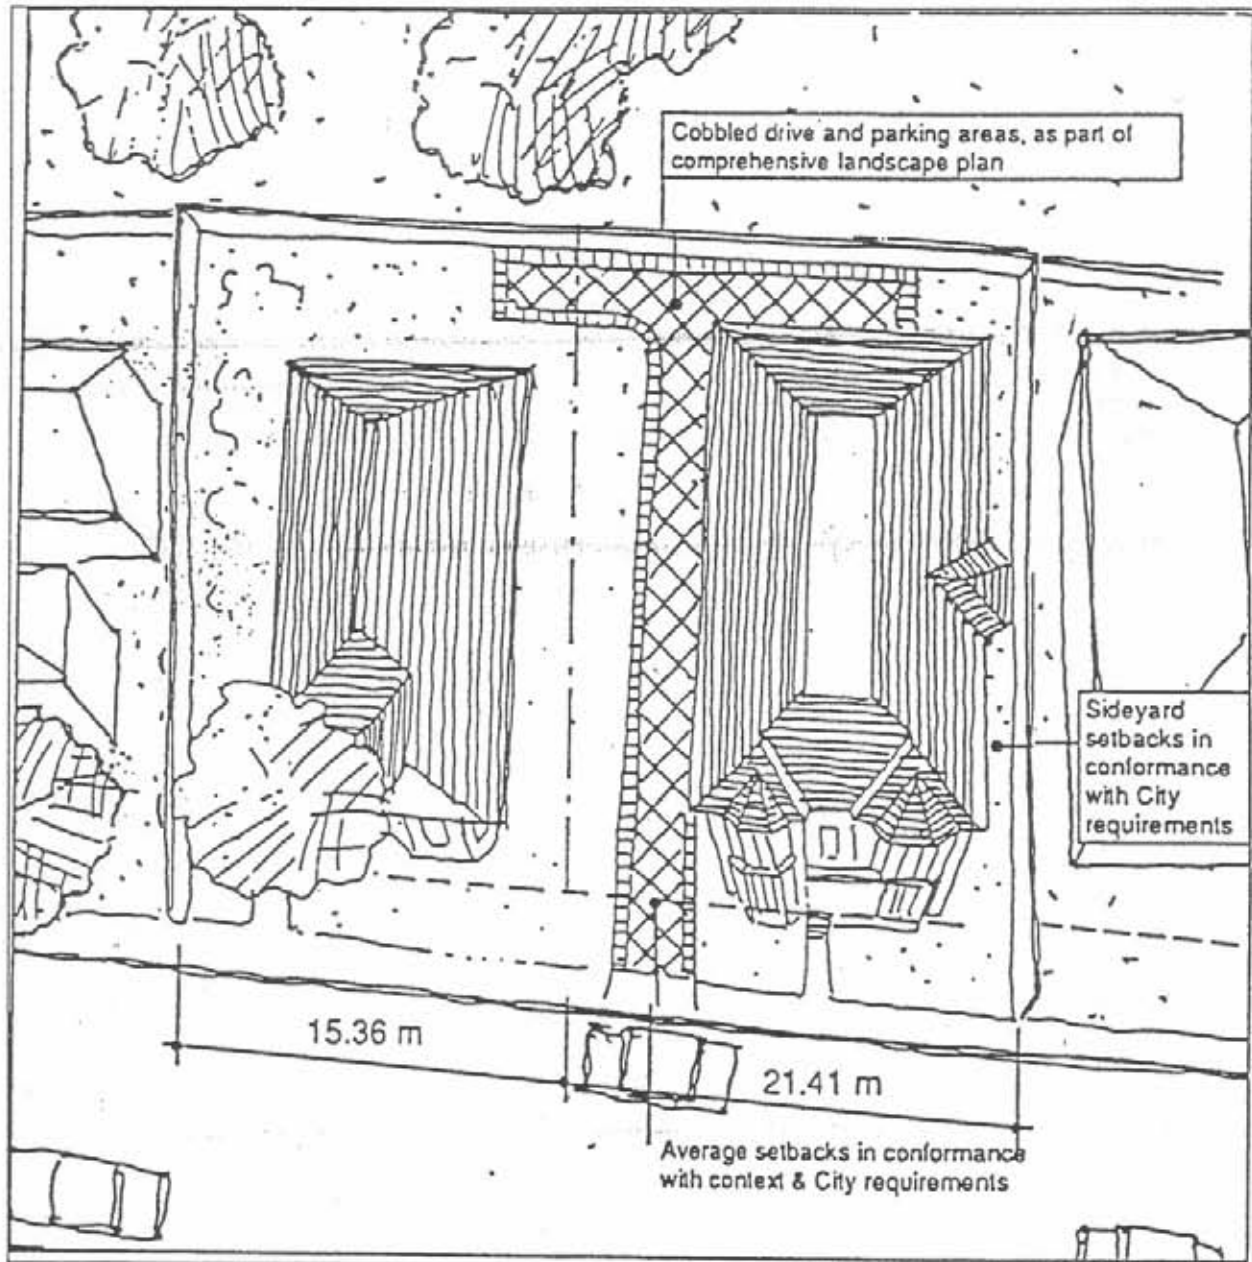 Cobbled drive and parking areas, as part of
comprehensive landscape plan
Sideyard
setbacks in
conformance
with City
requirements
15.36 m
21.41 m
Average setbacks in conformance
with context & City requirements